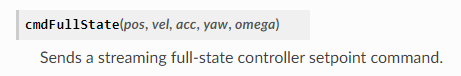 cmdFullState(pos, vel, acc, yaw, omega)
Sends a streaming full-state controller setpoint command.